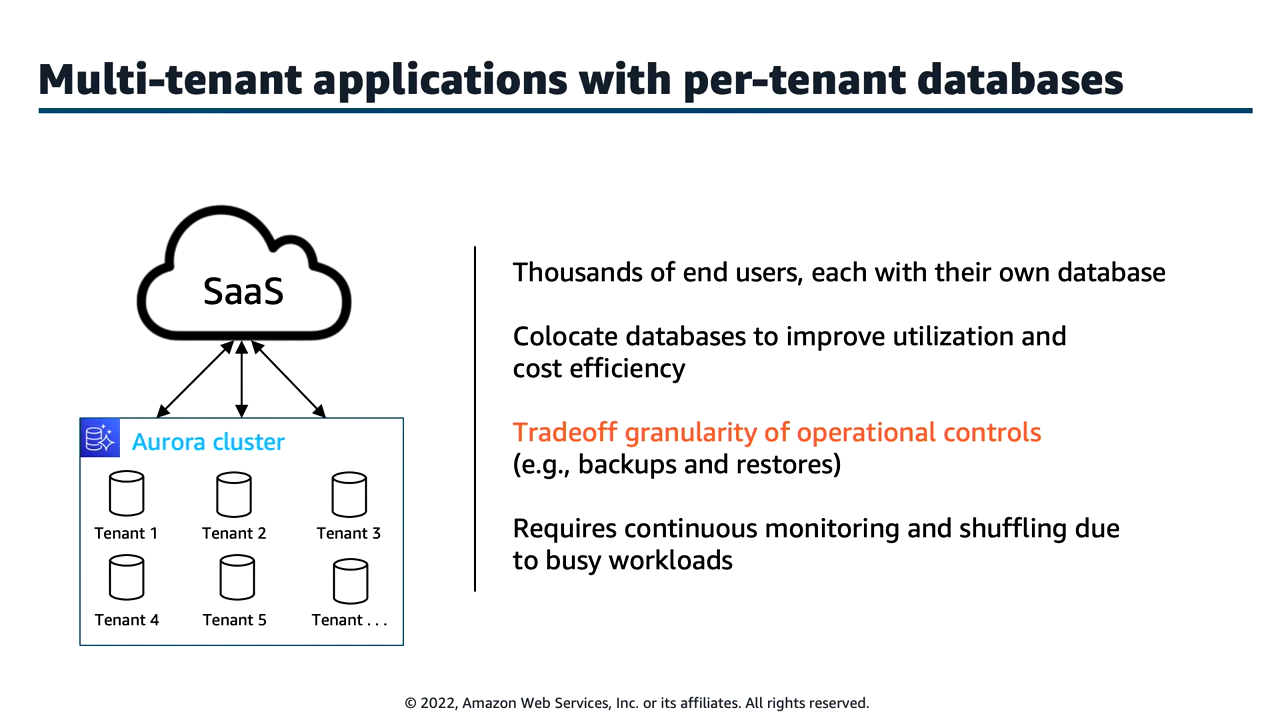 Multi-tenant applications with per-tenant databases
SaaS
Aurora cluster
Tenant 1
Tenant 2
Tenant 3
Tenant 4
Tenant 5
Tenant . . .
Thousands of end users, each with their own database
Colocate databases to improve utilization and
cost efficiency
Tradeoff granularity of operational controls
(e.g., backups and restores)
Requires continuous monitoring and shuffling due
to busy workloads
© 2022, Amazon Web Services, Inc. or its affiliates. All rights reserved.